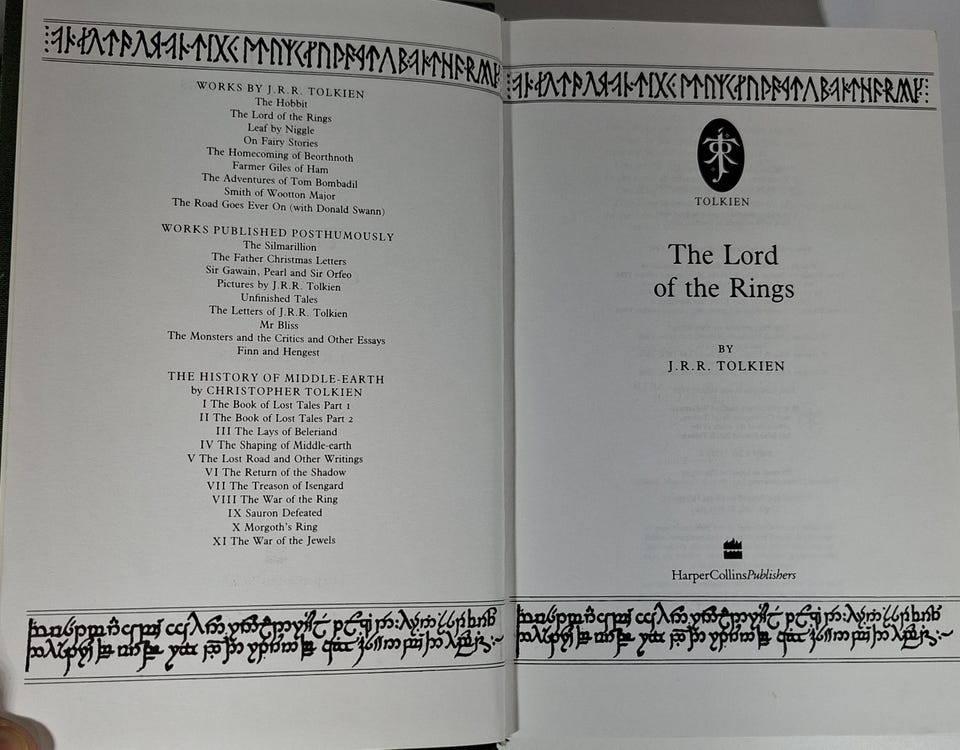 WORKS BY J.R.R. TOLKIEN
The Hobbit
The Lord of the Rings
Leaf by Niggle
On Fairy Stories
The Homecoming of Beorthnoth
Farmer Giles of Ham
The Adventures of Tom Bombadil
Smith of Wootton Major
The Road Goes Ever On (with Donald Swann)
WORKS PUBLISHED POSTHUMOUSLY
The Silmarillion
The Father Christmas Letters
Sir Gawain, Pearl and Sir Orfeo
Pictures by J.R.R. Tolkien
Unfinished Tales
The Letters of J.R.R. Tolkien
Mr Bliss
The Monsters and the Critics and Other Essays
Finn and Hengest
THE HISTORY OF MIDDLE-EARTH
by CHRISTOPHER TOLKIEN
I The Book of Lost Tales Part 1
II The Book of Lost Tales Part 2
III The Lays of Beleriand
IV The Shaping of Middle-earth
V The Lost Road and Other Writings
VI The Return of the Shadow
VII The Treason of Isengard
VIII The War of the Ring
IX Sauron Defeated
X Morgoth's Ring
XI The War of the Jewels
TOLKIEN
The Lord
of the Rings
BY
J.R.R. TOLKIEN
HarperCollinsPublishers